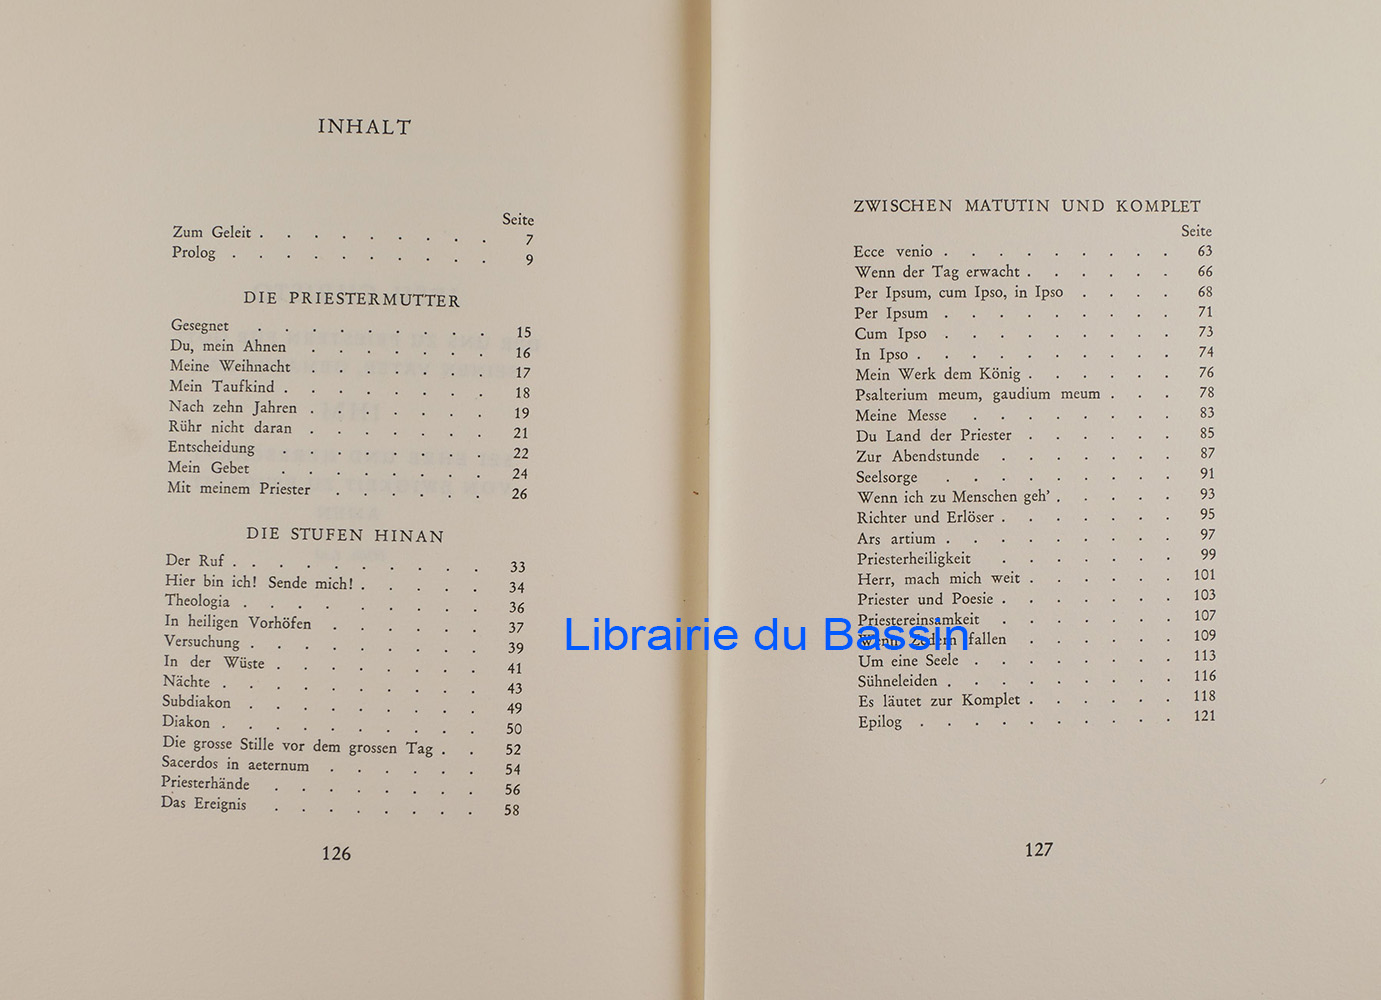 INHALT
Seite
Zum Geleit . . . . . . . . . 7
Prolog . . . . . . . . . . 9
DIE PRIESTERMUTTER
Gesegnet . . . . . . . . . 15
Du, mein Ahnen . . . . . . . 16
Meine Weihnacht . . . . . . . 17
Mein Taufkind . . . . . . . . 18
Nach zehn Jahren . . . . . . . 19
Rühr nicht daran . . . . . . . 21
Entscheidung . . . . . . . . 22
Mein Gebet . . . . . . . . 24
Mit meinem Priester . . . . . . 26
DIE STUFEN HINAN
Der Ruf . . . . . . . . . . 33
Hier bin ich! Sende mich! . . . . . 34
Theologia . . . . . . . . . 36
In heiligen Vorhöfen . . . . . . 37
Versuchung . . . . . . . . . 39
In der Wüste . . . . . . . . 41
Nächte . . . . . . . . . . 43
Subdiakon . . . . . . . . . 49
Diakon . . . . . . . . . . 50
Die grosse Stille vor dem grossen Tag . . 52
Sacerdos in aeternum . . . . . . 54
Priesterhände . . . . . . . . 56
Das Ereignis . . . . . . . . 58
126
ZWISCHEN MATUTIN UND KOMPLET
Seite
Ecce venio . . . . . . . . . 63
Wenn der Tag erwacht . . . . . . 66
Per Ipsum, cum Ipso, in Ipso . . . . 68
Per Ipsum . . . . . . . . . 71
Cum Ipso . . . . . . . . . 73
In Ipso . . . . . . . . . . 74
Mein Werk dem König . . . . . . 76
Psalterium meum, gaudium meum . . . 78
Meine Messe . . . . . . . . 83
Du Land der Priester . . . . . . 85
Zur Abendstunde . . . . . . . 87
Seelsorge . . . . . . . . . 91
Wenn ich zu Menschen geh' . . . . . 93
Richter und Erlöser . . . . . . . 95
Ars artium . . . . . . . . . 97
Priesterheiligkeit . . . . . . . 99
Herr, mach mich weit . . . . . . 101
Priester und Poesie . . . . . . . 103
Priestereinsamkeit . . . . . . . 107
Wenn Zedern fallen . . . . . . 109
Um eine Seele . . . . . . . . 113
Sühneleiden . . . . . . . . . 116
Es läutet zur Komplet . . . . . . 118
Epilog . . . . . . . . . . 121
127
Librairie du Bassin